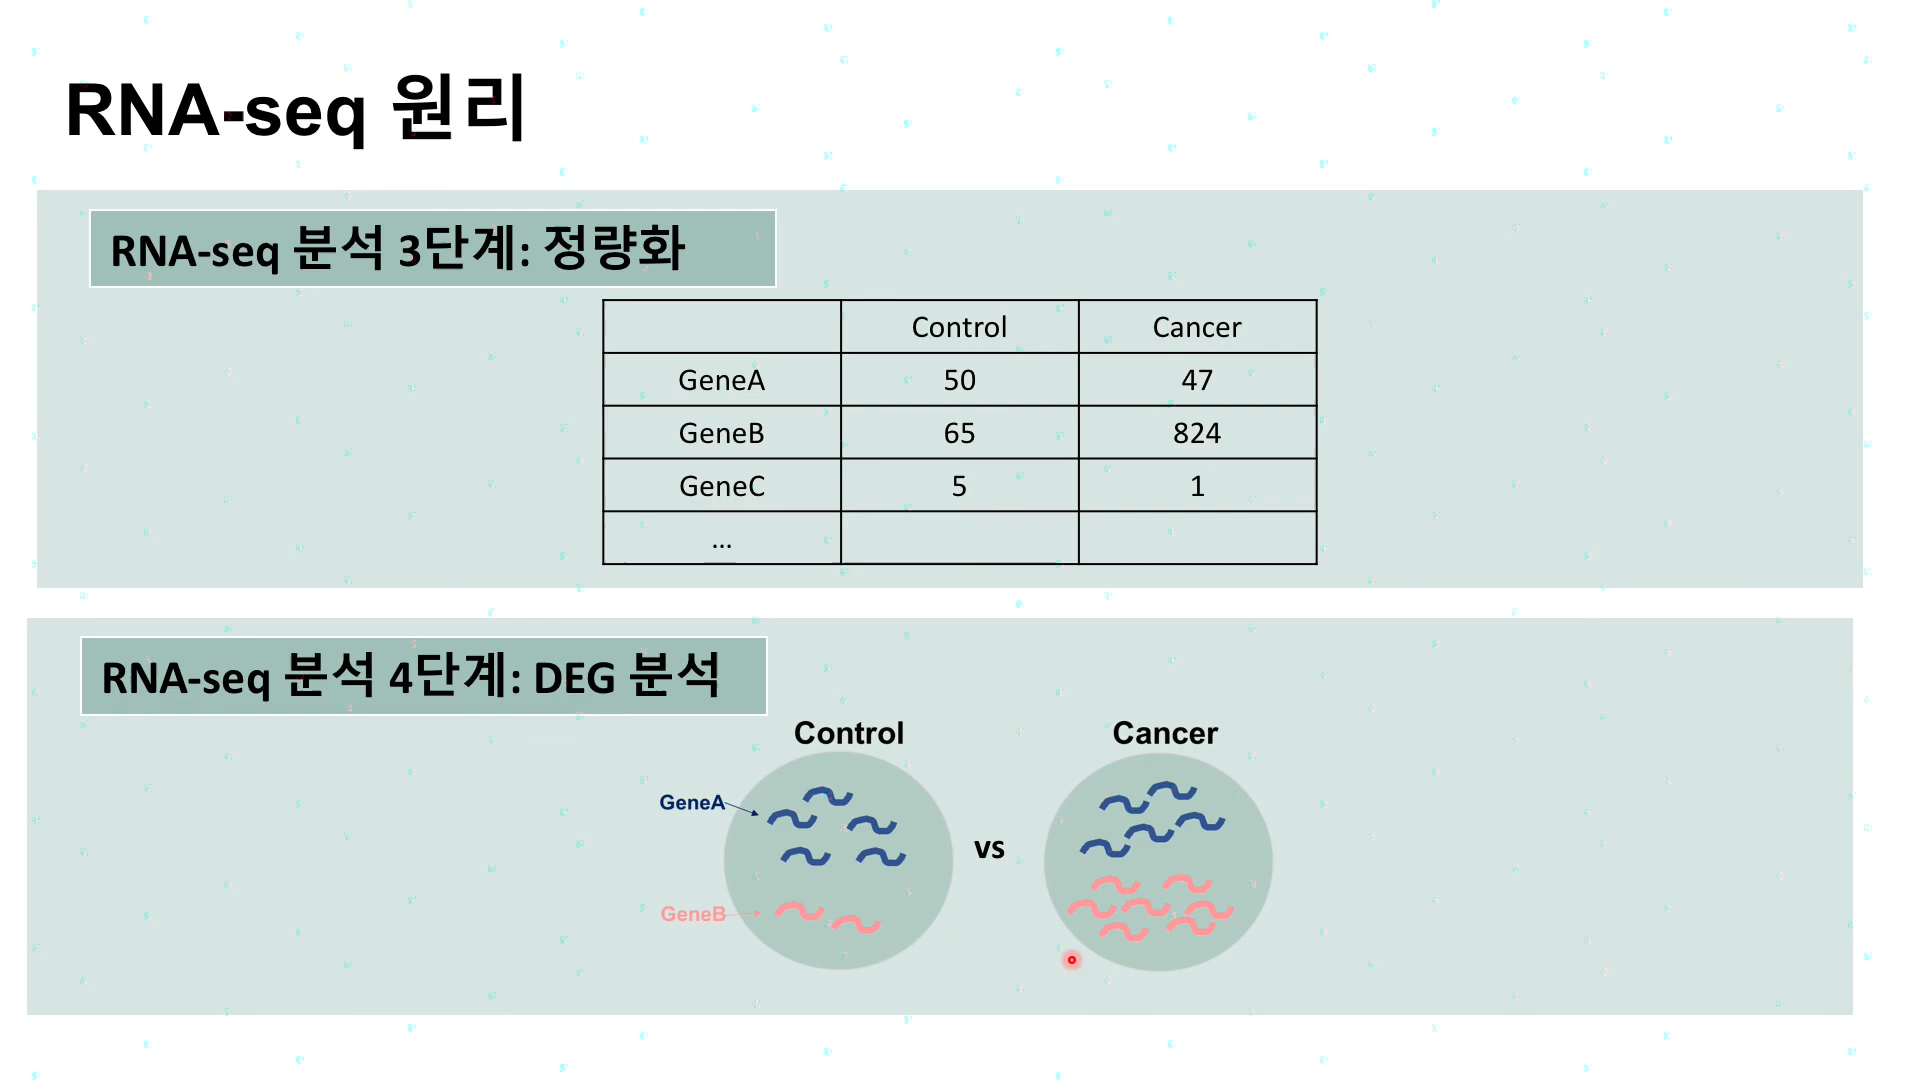 RNA-seq 원리
RNA-seq 분석 3단계: 정량화
Control Cancer
GeneA 50 47
GeneB 65 824
GeneC 5 1
...
RNA-seq 분석 4단계: DEG 분석
Control Cancer
GeneA
vs
GeneB